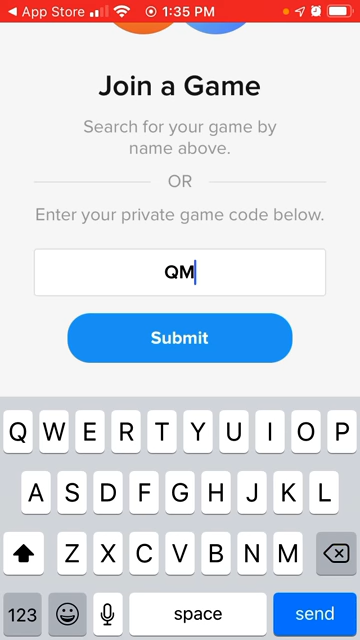 App Store 1:35 PM
Join a Game
Search for your game by
name above.
OR
Enter your private game code below.
QM
Submit
Q W E R T Y U I O P
A S D F G H J K L
Z X C V B N M
123 space send